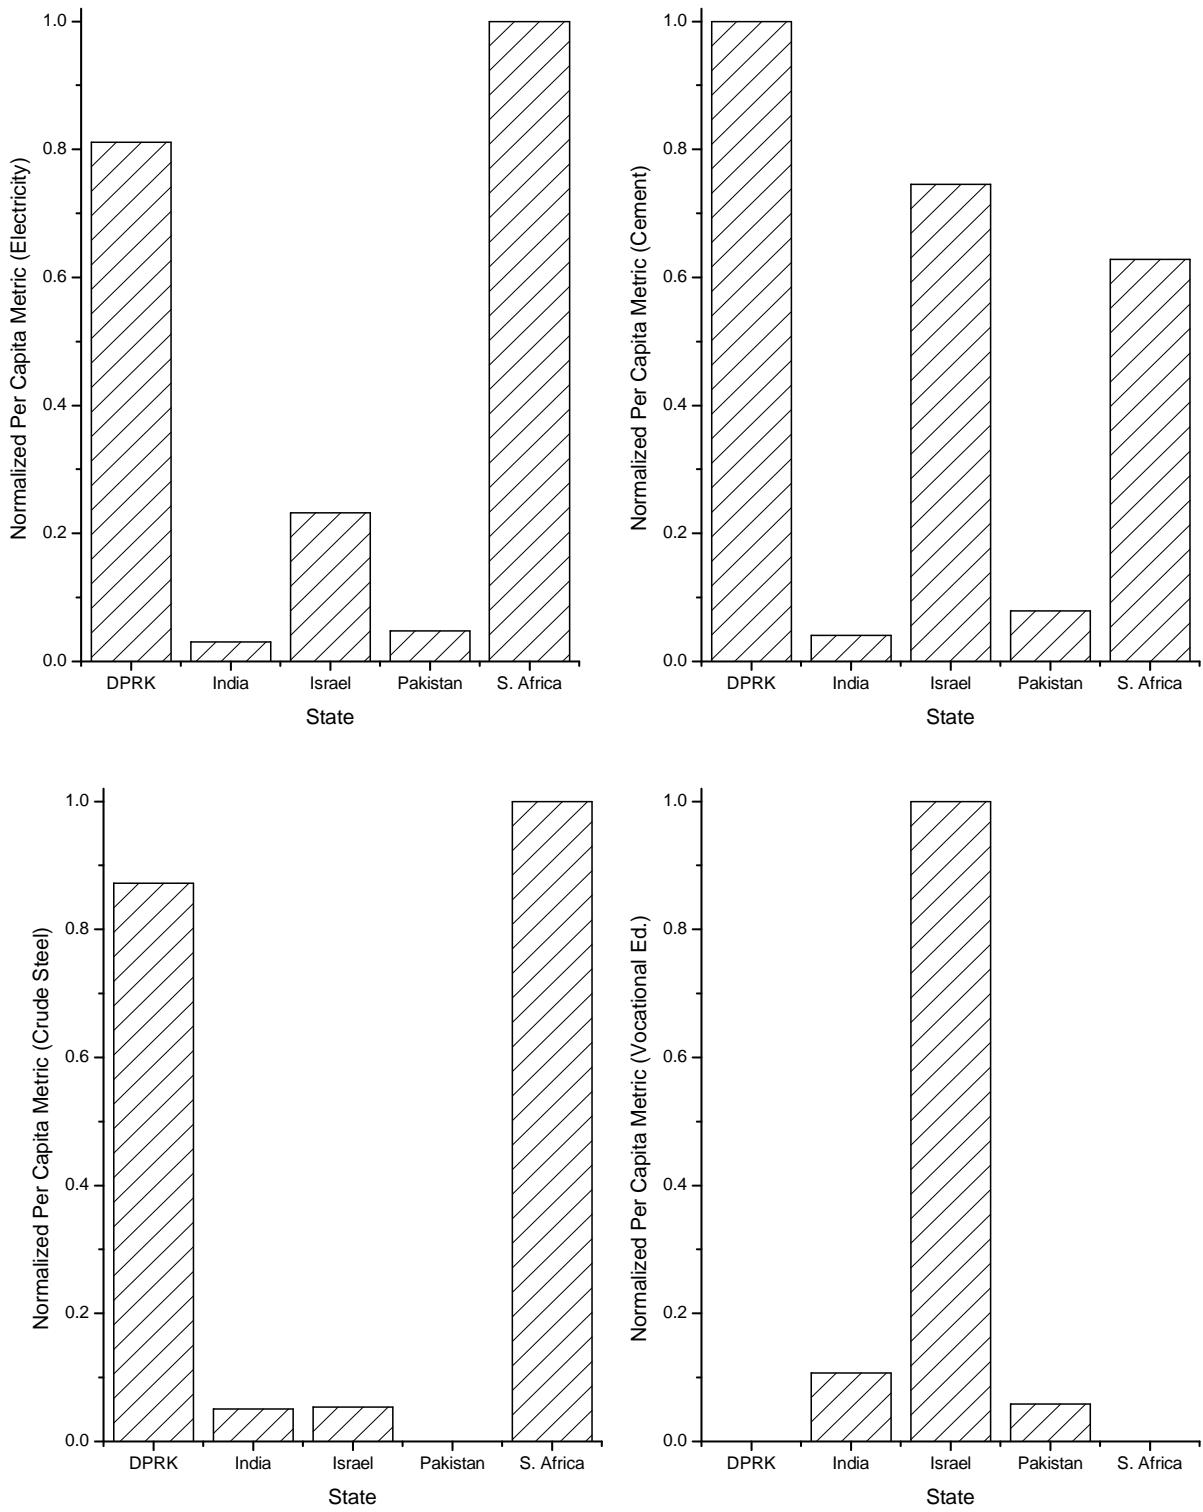 Normalized Per Capita Metric (Electricity)
1.0
0.8
0.6
0.4
0.2
0.0
DPRK India Israel Pakistan S. Africa
State
Normalized Per Capita Metric (Cement)
1.0
0.8
0.6
0.4
0.2
0.0
DPRK India Israel Pakistan S. Africa
State
Normalized Per Capita Metric (Crude Steel)
1.0
0.8
0.6
0.4
0.2
0.0
DPRK India Israel Pakistan S. Africa
State
Normalized Per Capita Metric (Vocational Ed.)
1.0
0.8
0.6
0.4
0.2
0.0
DPRK India Israel Pakistan S. Africa
State